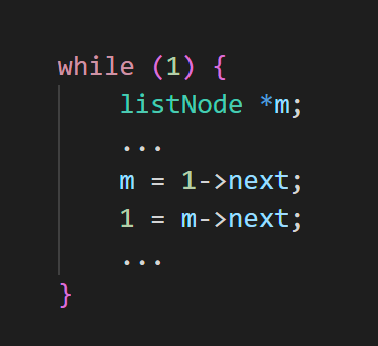 while (1) {
listNode *m;
...
m = 1->next;
1 = m->next;
...
}